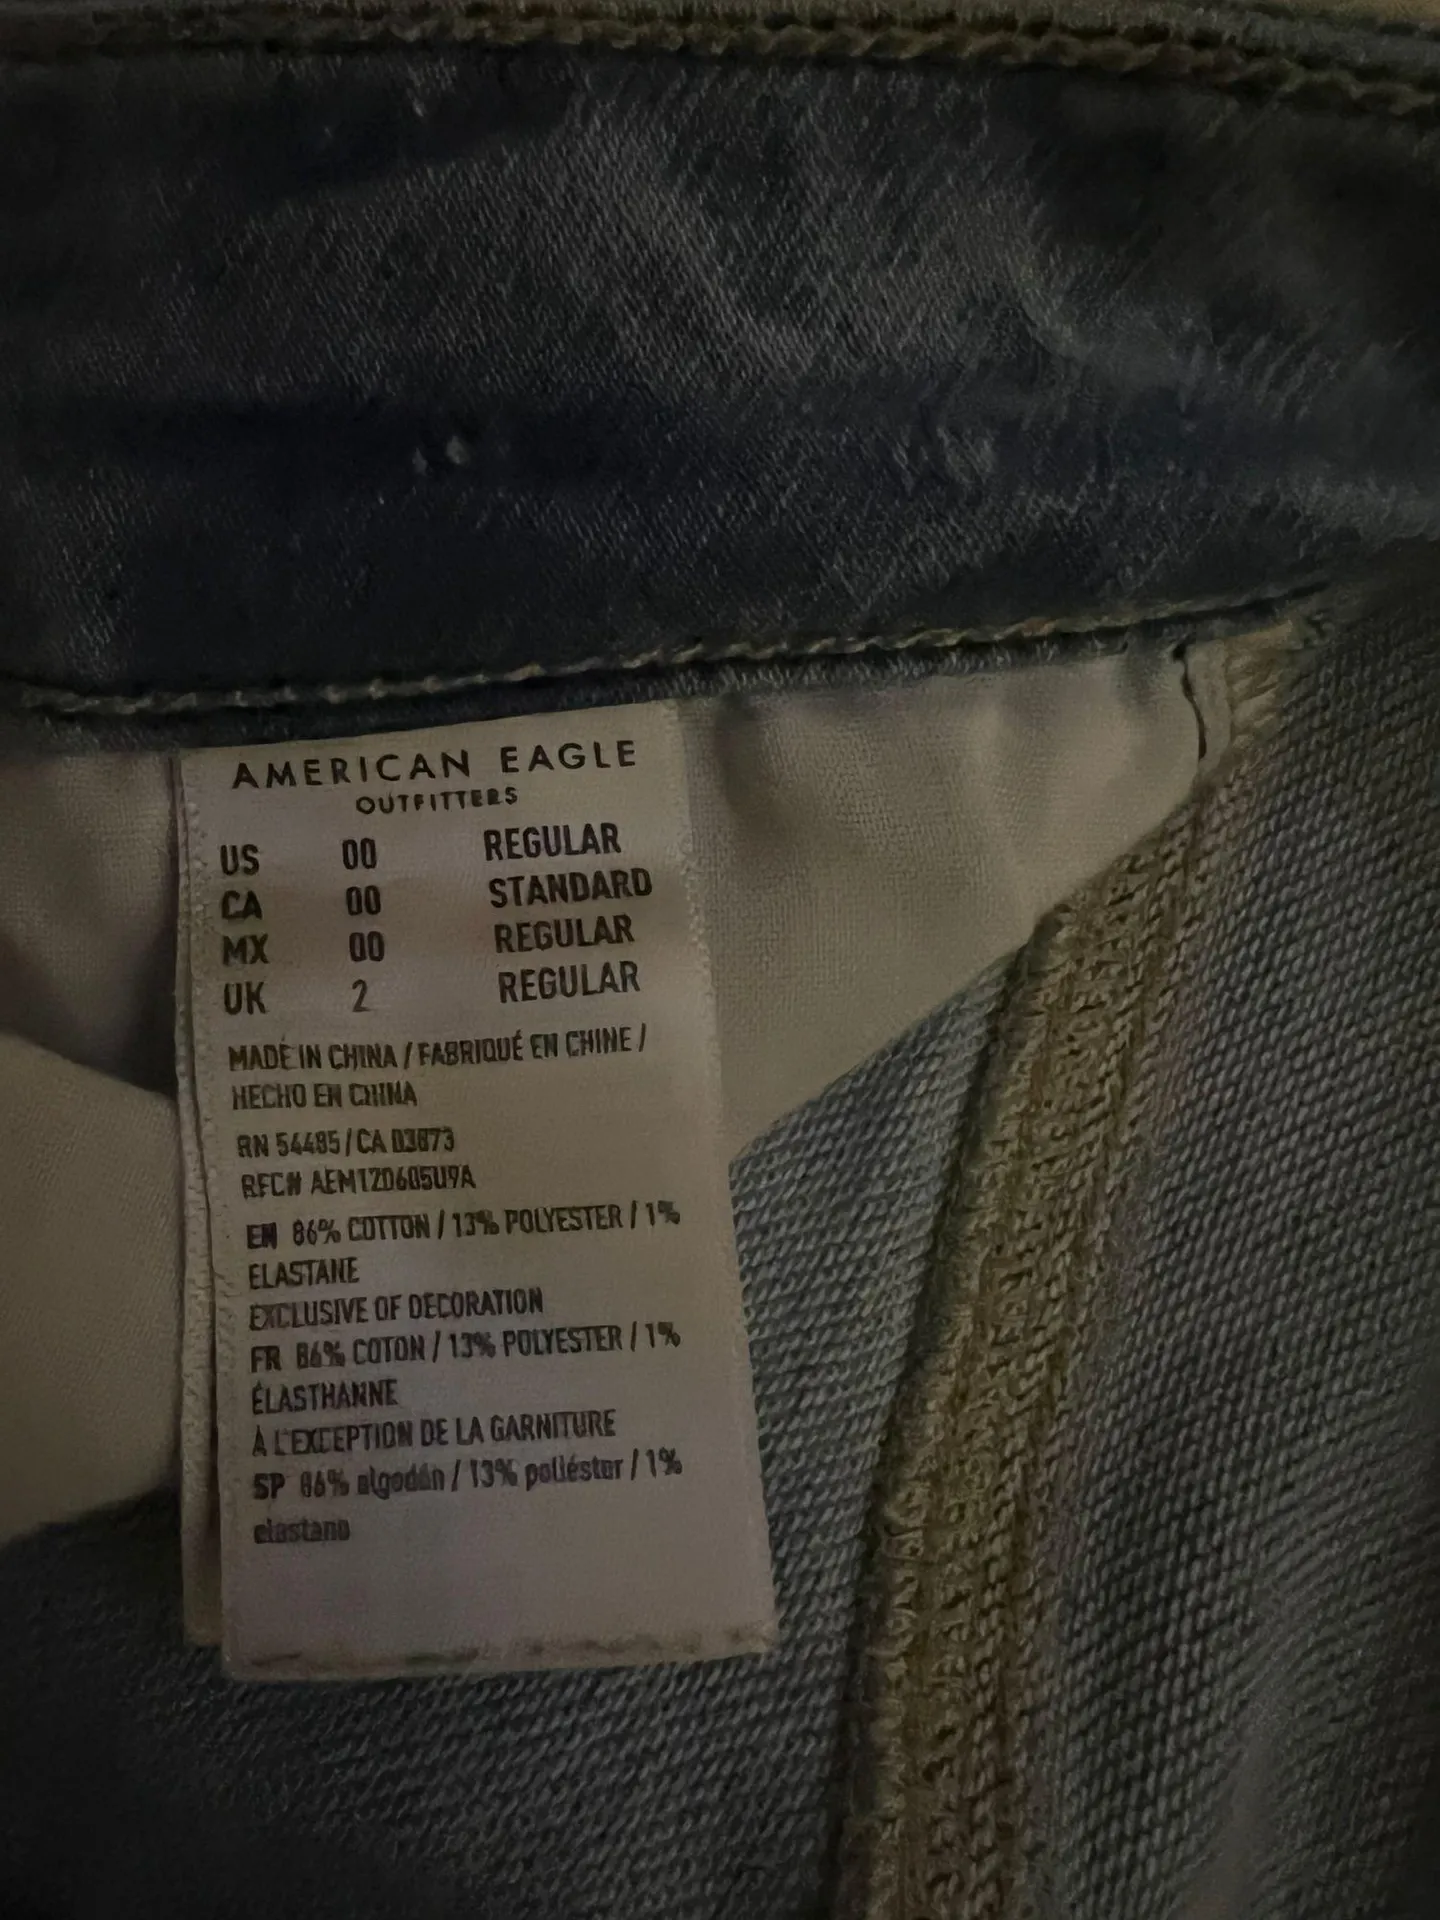 AMERICAN EAGLE
OUTFITTERS
US 00 REGULAR
CA 00 STANDARD
MX 00 REGULAR
UK 2 REGULAR
MADE IN CHINA / FABRIQUÉ EN CHINE /
HECHO EN CHINA
RN 54485 / CA 03873
RFC# AEM12D605U9A
EN 86% COTTON / 13% POLYESTER / 1%
ELASTANE
EXCLUSIVE OF DECORATION
FR 86% COTON / 13% POLYESTER / 1%
ÉLASTHANNE
À L'EXCEPTION DE LA GARNITURE
SP 86% algodón / 13% poliéster / 1%
elastano